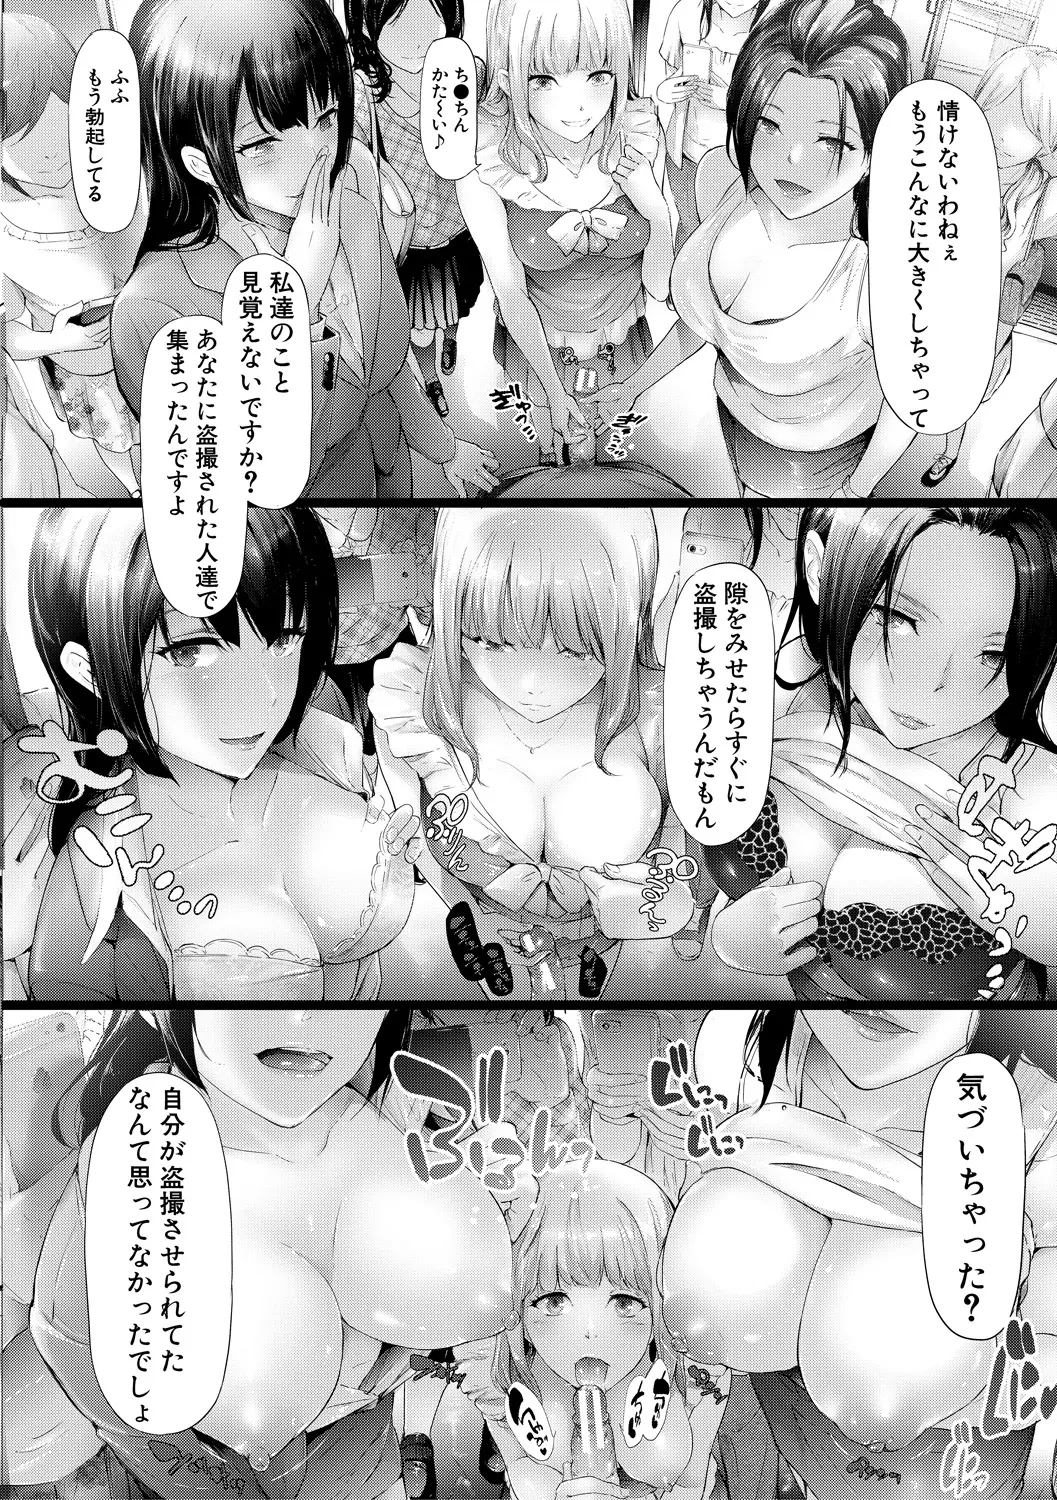 情けないわねぇ
もうこんなに大きくしちゃって
ち●ちん
かた～い♪
ふふ
もう勃起してる
私達のこと
見覚えないですか？
あなたに盗撮された人達で
集まったんですよ
ぎゅっ
隙をみせたらすぐに
盗撮しちゃうんだもん
ぷりん
気づいちゃった？
自分が盗撮させられてた
なんて思ってなかったでしょ